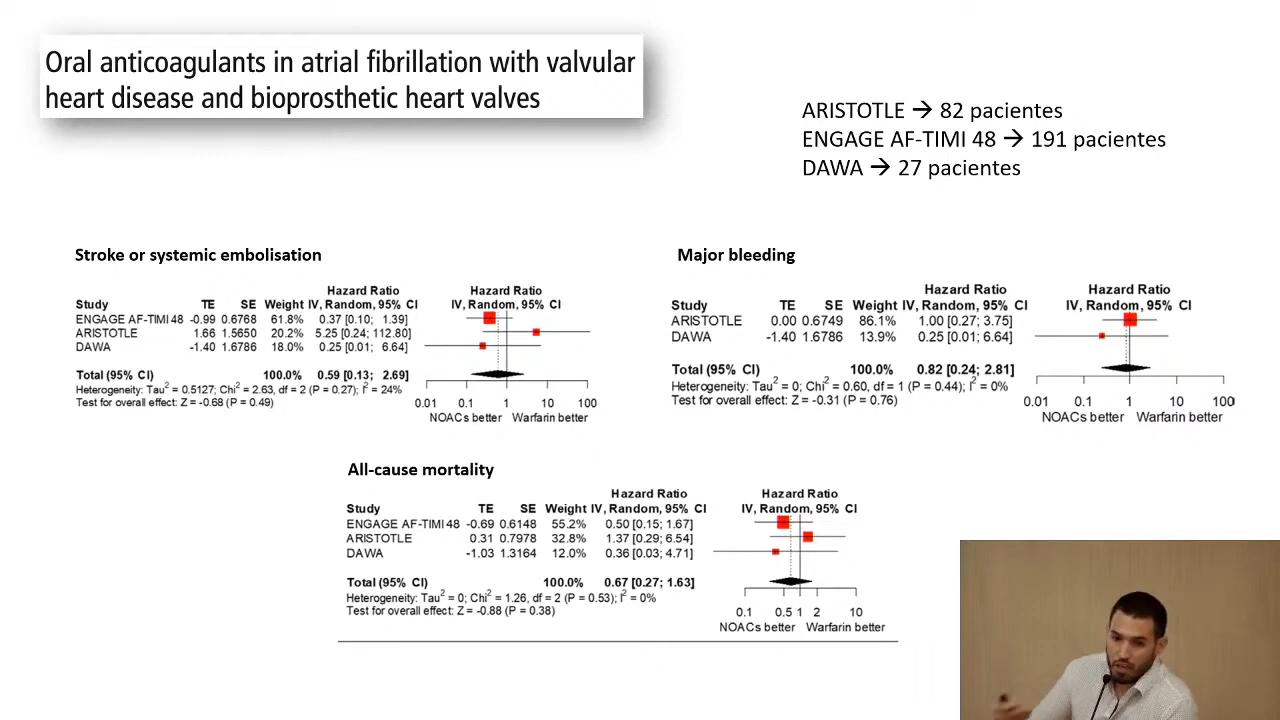 Oral anticoagulants in atrial fibrillation with valvular
heart disease and bioprosthetic heart valves
ARISTOTLE → 82 pacientes
ENGAGE AF-TIMI 48 → 191 pacientes
DAWA → 27 pacientes
Stroke or systemic embolisation
Hazard Ratio Hazard Ratio
Study TE SE Weight IV, Random, 95% CI IV, Random, 95% CI
ENGAGE AF-TIMI 48 -0.99 0.6768 61.8% 0.37 [0.10; 1.39]
ARISTOTLE 1.66 1.5650 20.2% 5.25 [0.24; 112.80]
DAWA -1.40 1.6786 18.0% 0.25 [0.01; 6.64]
Total (95% CI) 100.0% 0.59 [0.13; 2.69]
Heterogeneity: Tau² = 0.5127; Chi² = 2.63, df = 2 (P = 0.27); I² = 24%
Test for overall effect: Z = -0.68 (P = 0.49)
0.01 0.1 1 10 100
NOACs better Warfarin better
Major bleeding
Hazard Ratio Hazard Ratio
Study TE SE Weight IV, Random, 95% CI IV, Random, 95% CI
ARISTOTLE 0.00 0.6749 86.1% 1.00 [0.27; 3.75]
DAWA -1.40 1.6786 13.9% 0.25 [0.01; 6.64]
Total (95% CI) 100.0% 0.82 [0.24; 2.81]
Heterogeneity: Tau² = 0; Chi² = 0.60, df = 1 (P = 0.44); I² = 0%
Test for overall effect: Z = -0.31 (P = 0.76)
0.01 0.1 1 10 100
NOACs better Warfarin better
All-cause mortality
Hazard Ratio Hazard Ratio
Study TE SE Weight IV, Random, 95% CI IV, Random, 95% CI
ENGAGE AF-TIMI 48 -0.69 0.6148 55.2% 0.50 [0.15; 1.67]
ARISTOTLE 0.31 0.7978 32.8% 1.37 [0.29; 6.54]
DAWA -1.03 1.3164 12.0% 0.36 [0.03; 4.71]
Total (95% CI) 100.0% 0.67 [0.27; 1.63]
Heterogeneity: Tau² = 0; Chi² = 1.26, df = 2 (P = 0.53); I² = 0%
Test for overall effect: Z = -0.88 (P = 0.38)
0.1 0.5 1 2 10
NOACs better Warfarin better